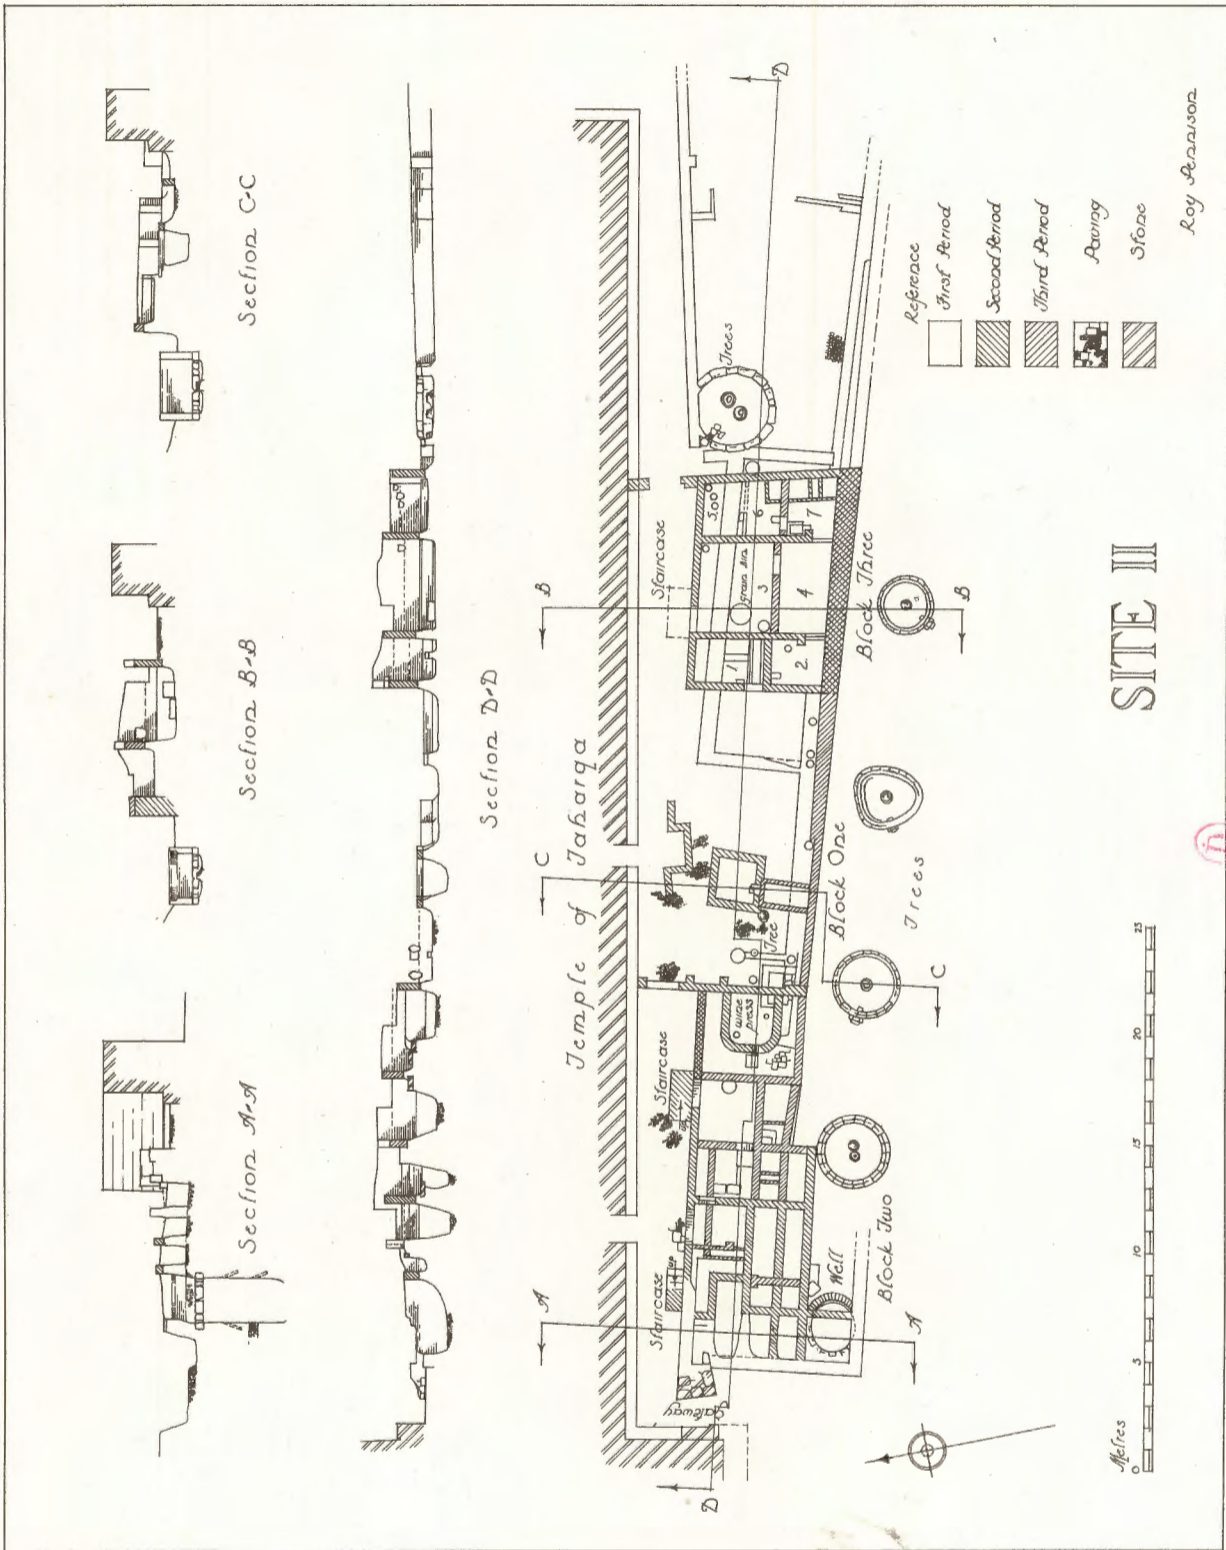 Section A-A
Section B-B
Section C-C
Section D-D
Temple of Taharqa
A
C
B
D
D
Gateway
Staircase
Staircase
Staircase
wine press
Tree
grain bin
1
2
3
4
5
6
7
Trees
Well
A
C
B
Block Two
Block One
Block Three
Trees
Reference
First Period
Second Period
Third Period
Paving
Stone
Metres
0
5
10
15
20
25
SITE II
Roy Pennison